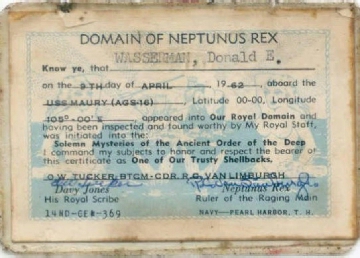 DOMAIN OF NEPTUNUS REX
WASSERMAN, Donald E.
Know ye, that
on the 9TH day of APRIL 1962, aboard the
USS MAURY (AGS-16) Latitude 00-00, Longitude
105°-00'E appeared into Our Royal Domain and
having been inspected and found worthy by My Royal Staff,
was initiated into the:
Solemn Mysteries of the Ancient Order of the Deep
I command my subjects to honor and respect the bearer of
this certificate as One of Our Trusty Shellbacks.
O.W. TUCKER-BTCM-CDR. R.C. VAN LIMBURGH
Davy Jones Neptunus Rex
His Royal Scribe Ruler of the Raging Main
14ND-GEN-369 NAVY—PEARL HARBOR, T. H.